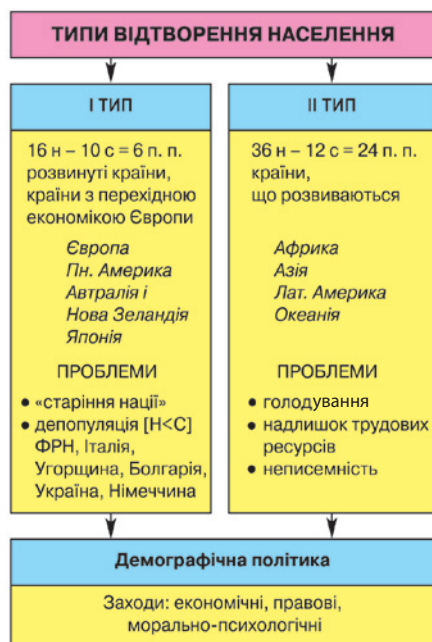 ТИПИ ВІДТВОРЕННЯ НАСЕЛЕННЯ
І ТИП
16 н – 10 с = 6 п. п.
розвинуті країни,
країни з перехідною
економікою Європи
Європа
Пн. Америка
Автралія і
Нова Зеландія
Японія
ПРОБЛЕМИ
● «старіння нації»
● депопуляція [Н<С]
ФРН, Італія,
Угорщина, Болгарія,
Україна, Німеччина
ІІ ТИП
36 н – 12 с = 24 п. п.
країни,
що розвиваються
Африка
Азія
Лат. Америка
Океанія
ПРОБЛЕМИ
● голодування
● надлишок трудових
ресурсів
● неписемність
Демографічна політика
Заходи: економічні, правові,
морально-психологічні